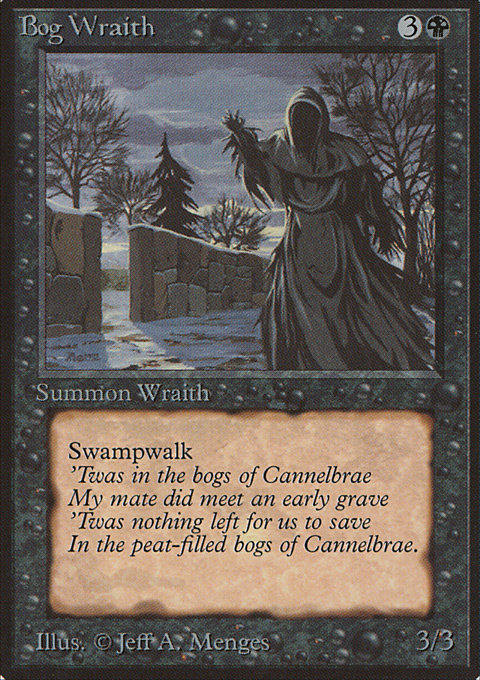 Bog Wraith
3
Summon Wraith
Swampwalk
'Twas in the bogs of Cannelbrae
My mate did meet an early grave
'Twas nothing left for us to save
In the peat-filled bogs of Cannelbrae.
Illus. © Jeff A. Menges
3/3